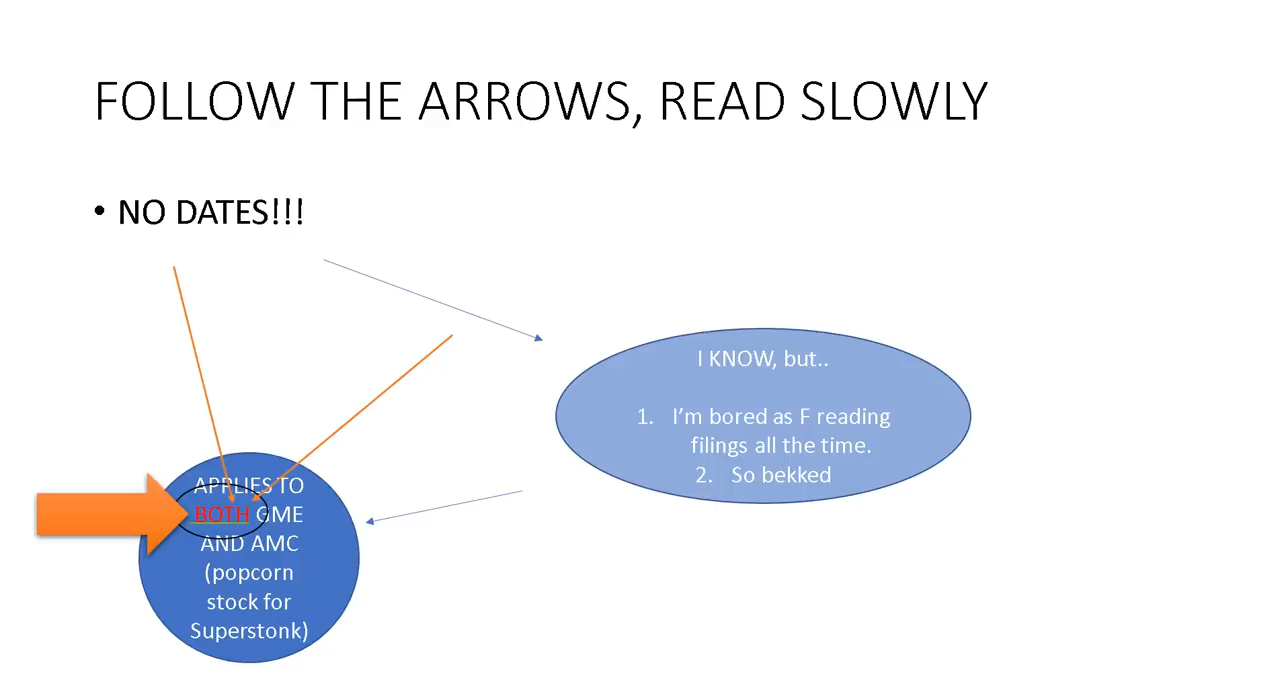 FOLLOW THE ARROWS, READ SLOWLY
• NO DATES!!!
I KNOW, but..
1. I'm bored as F reading
filings all the time.
2. So bekked
APPLIES TO
BOTH GME
AND AMC
(popcorn
stock for
Superstonk)